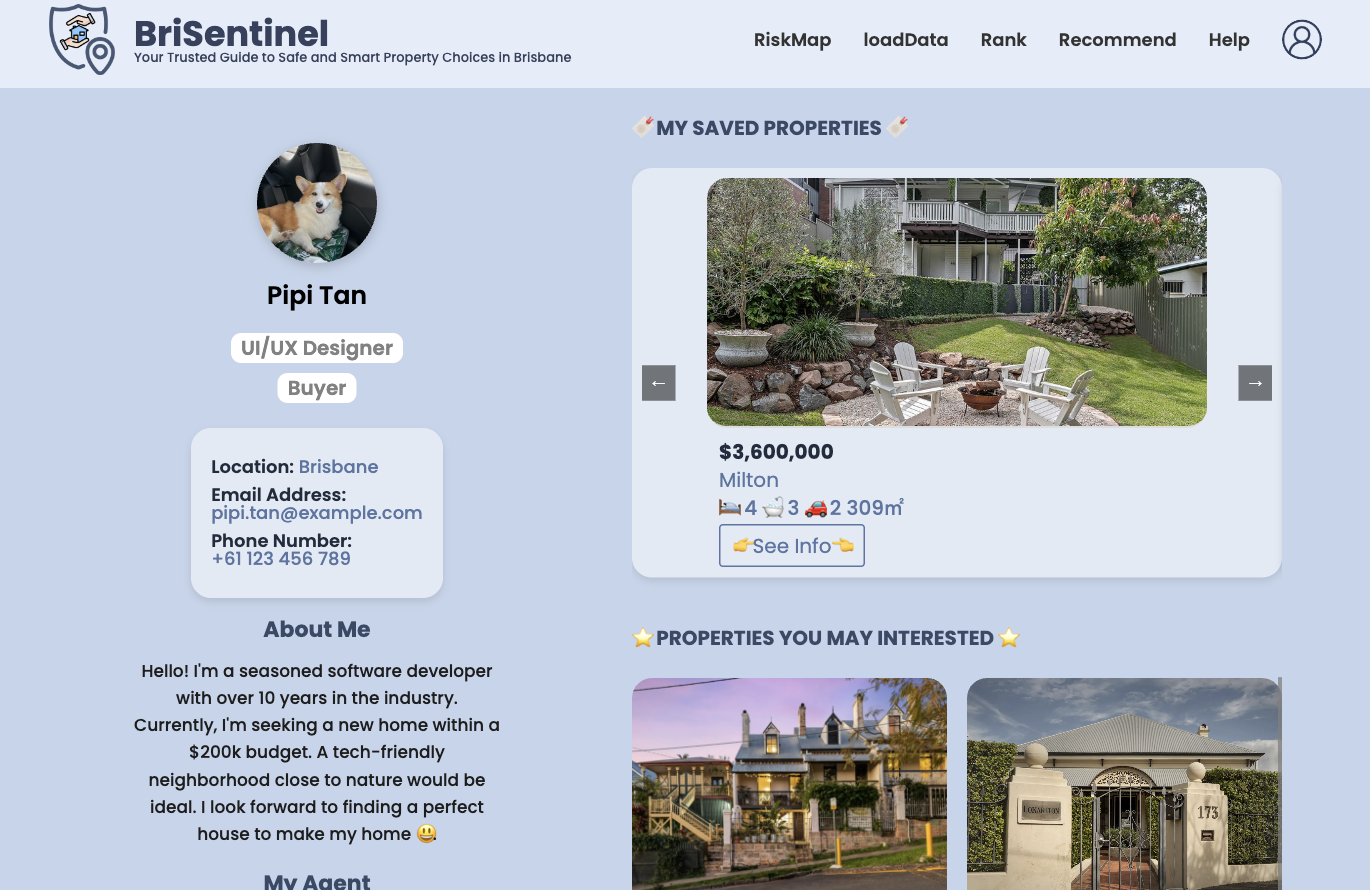 BriSentinel
Your Trusted Guide to Safe and Smart Property Choices in Brisbane
RiskMap
loadData
Rank
Recommend
Help
Pipi Tan
UI/UX Designer
Buyer
Location: Brisbane
Email Address:
pipi.tan@example.com
Phone Number:
+61 123 456 789
About Me
Hello! I'm a seasoned software developer
with over 10 years in the industry.
Currently, I'm seeking a new home within a
$200k budget. A tech-friendly
neighborhood close to nature would be
ideal. I look forward to finding a perfect
house to make my home 😃
My Agent
🏷️MY SAVED PROPERTIES🏷️
←
→
$3,600,000
Milton
🛏️4 🛁3 🚗2 309㎡
👉See Info👈
⭐PROPERTIES YOU MAY INTERESTED⭐
173